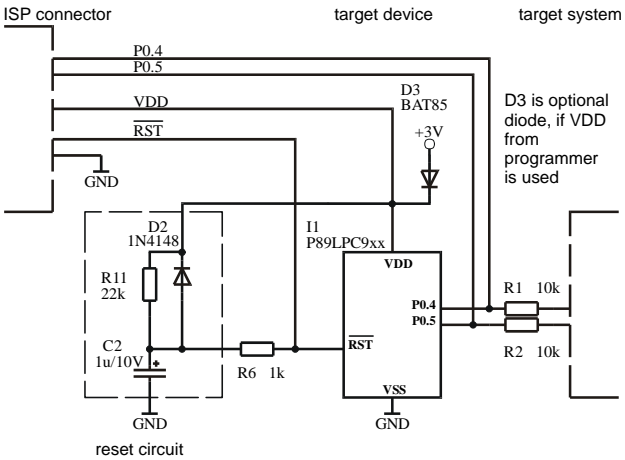 ISP connector
target device
target system
P0.4
P0.5
VDD
RST
GND
D3
BAT85
+3V
D3 is optional
diode, if VDD
from
programmer
is used
D2
1N4148
R11
22k
C2
1u/10V
+
GND
reset circuit
R6 1k
I1
P89LPC9xx
VDD
P0.4
P0.5
RST
VSS
GND
R1 10k
R2 10k